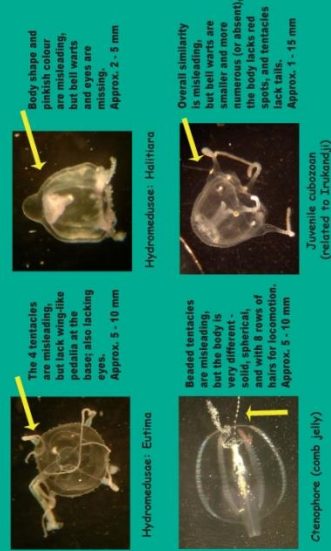 The 4 tentacles
are misleading,
but lack wing-like
pedalia at the
base; also lacking
eyes.
Approx. 5 - 10 mm
Hydromedusae: Eutima
Body shape and
pinkish colour
are misleading,
but bell warts
and eyes are
missing.
Approx. 2 - 5 mm
Hydromedusae: Halitiara
Beaded tentacles
are misleading,
but the body is
very different -
solid, spherical,
and with 8 rows of
hairs for locomotion.
Approx. 5 - 10 mm
Ctenophore (comb jelly)
Overall similarity
is misleading,
but bell warts are
smaller and more
numerous (or absent),
the body lacks red
spots, and tentacles
lack tails.
Approx. 1 - 15 mm
Juvenile cubozoan
(related to Irukandji)